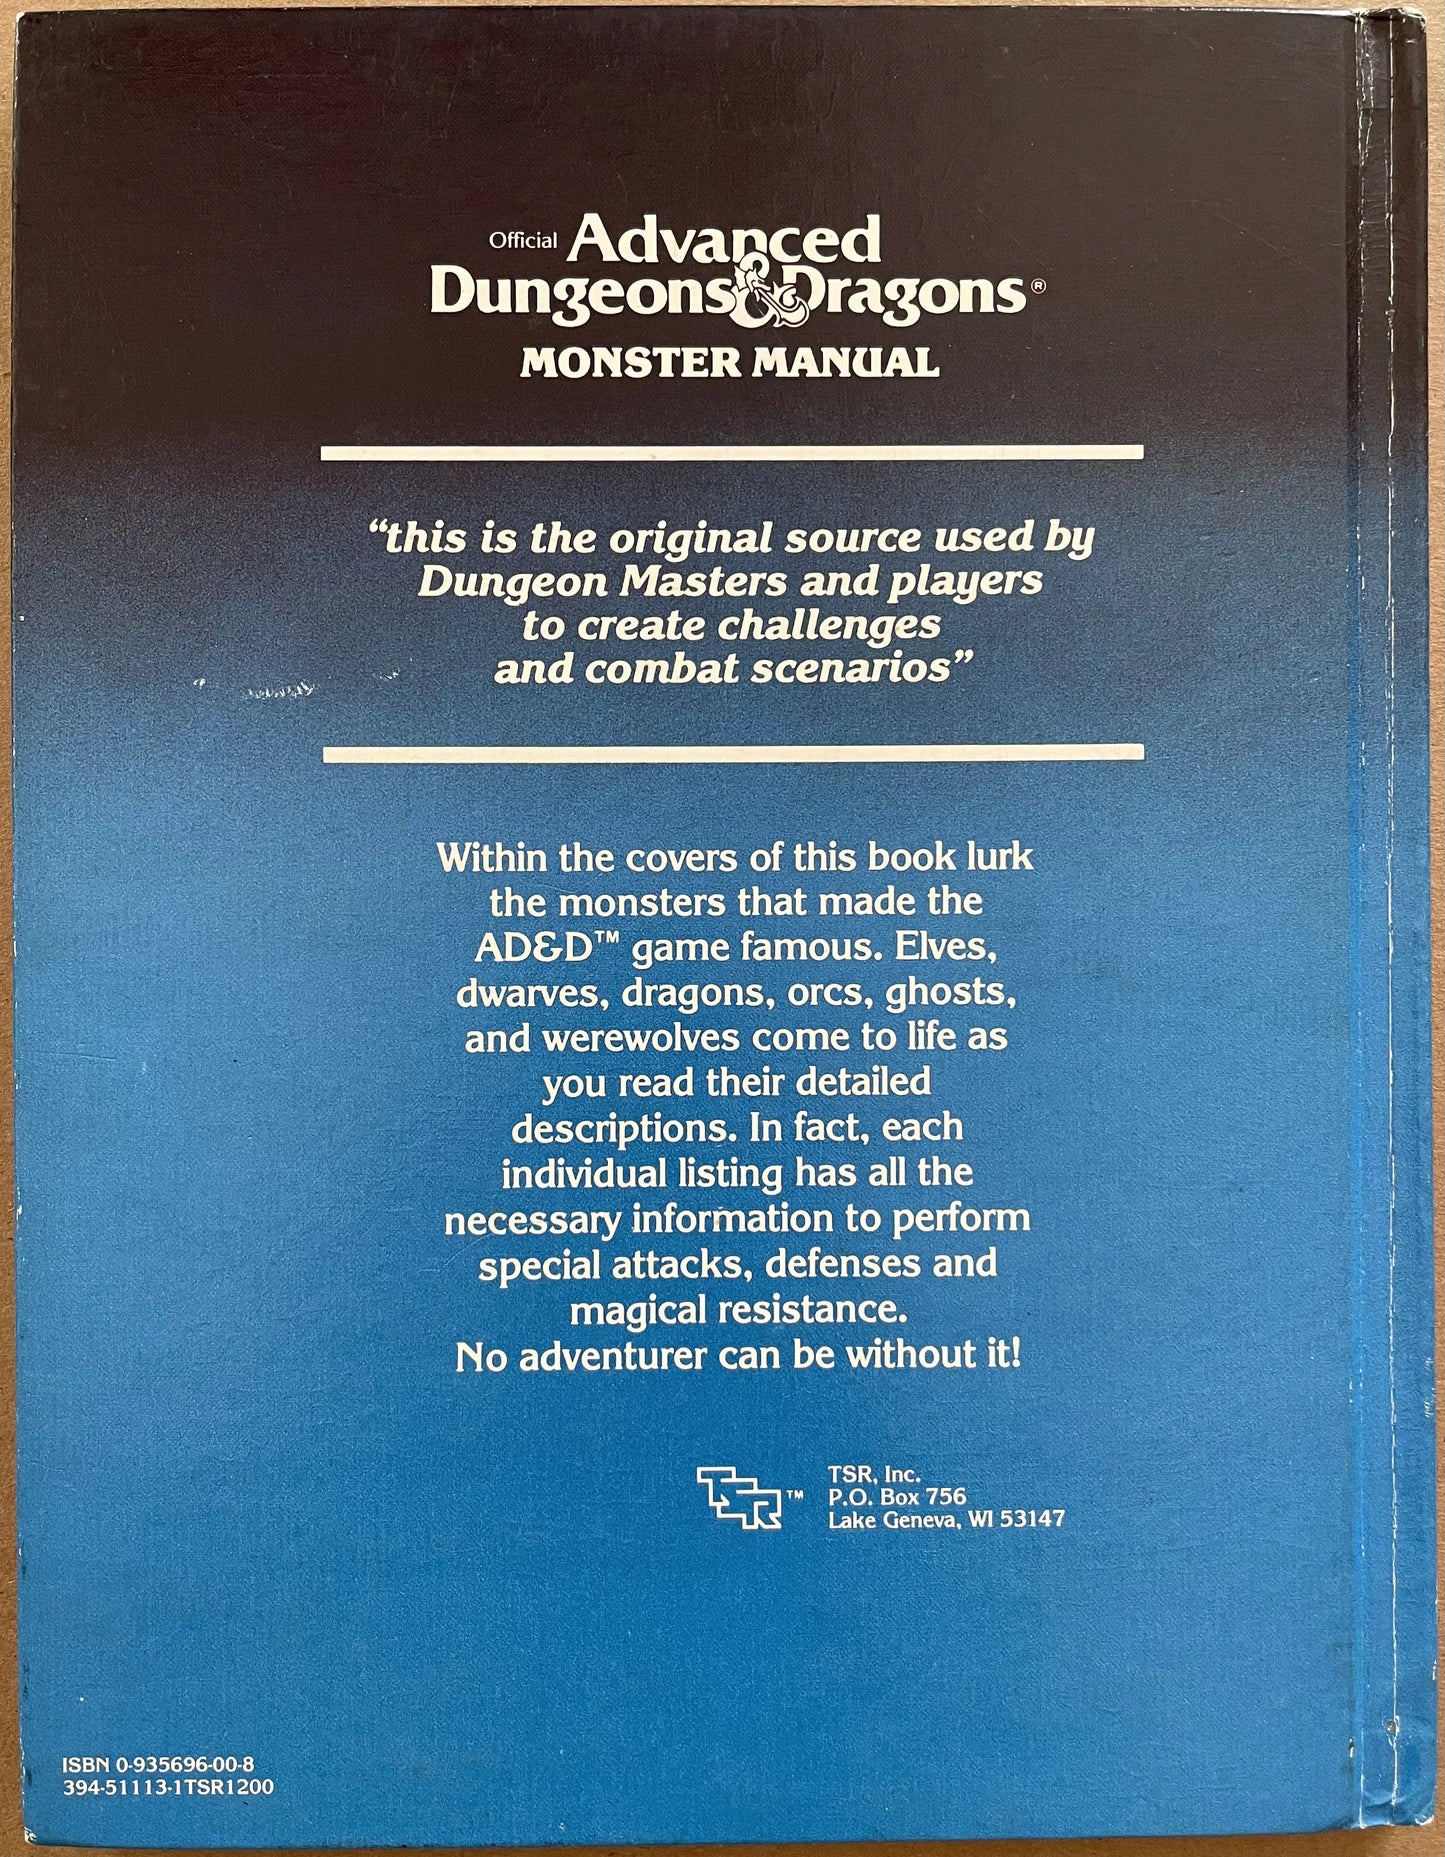 Official Advanced
Dungeons & Dragons®
MONSTER MANUAL
“this is the original source used by
Dungeon Masters and players
to create challenges
and combat scenarios”
Within the covers of this book lurk
the monsters that made the
AD&D™ game famous. Elves,
dwarves, dragons, orcs, ghosts,
and werewolves come to life as
you read their detailed
descriptions. In fact, each
individual listing has all the
necessary information to perform
special attacks, defenses and
magical resistance.
No adventurer can be without it!
TSR™
TSR, Inc.
P.O. Box 756
Lake Geneva, WI 53147
ISBN 0-935696-00-8
394-51113-1TSR1200